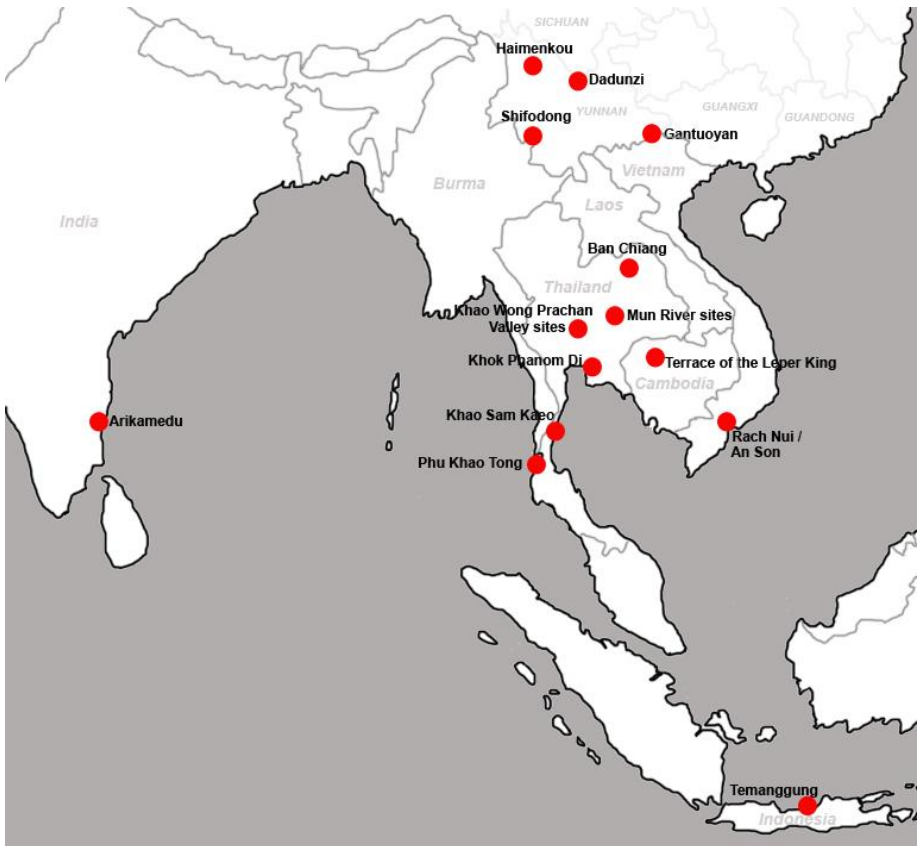 SICHUAN
Haimenkou
Dadunzi
YUNNAN
GUANGXI
Shifodong
GUANDONG
Gantuoyan
Vietnam
Burma
Laos
India
Ban Chiang
Thailand
Khao Wong Prachan
Valley sites
Mun River sites
Khok Phanom Di
Terrace of the Leper King
Cambodia
Khao Sam Kaeo
Arikamedu
Rach Nui /
An Son
Phu Khao Tong
Temanggung
Indonesia